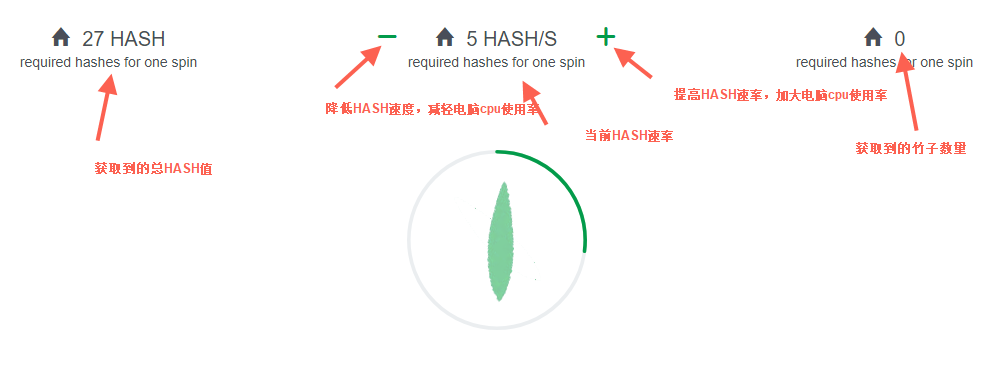 27 HASH
required hashes for one spin
− 5 HASH/S +
required hashes for one spin
0
required hashes for one spin
降低HASH速度，减轻电脑cpu使用率
提高HASH速率，加大电脑cpu使用率
当前HASH速率
获取到的竹子数量
获取到的总HASH值